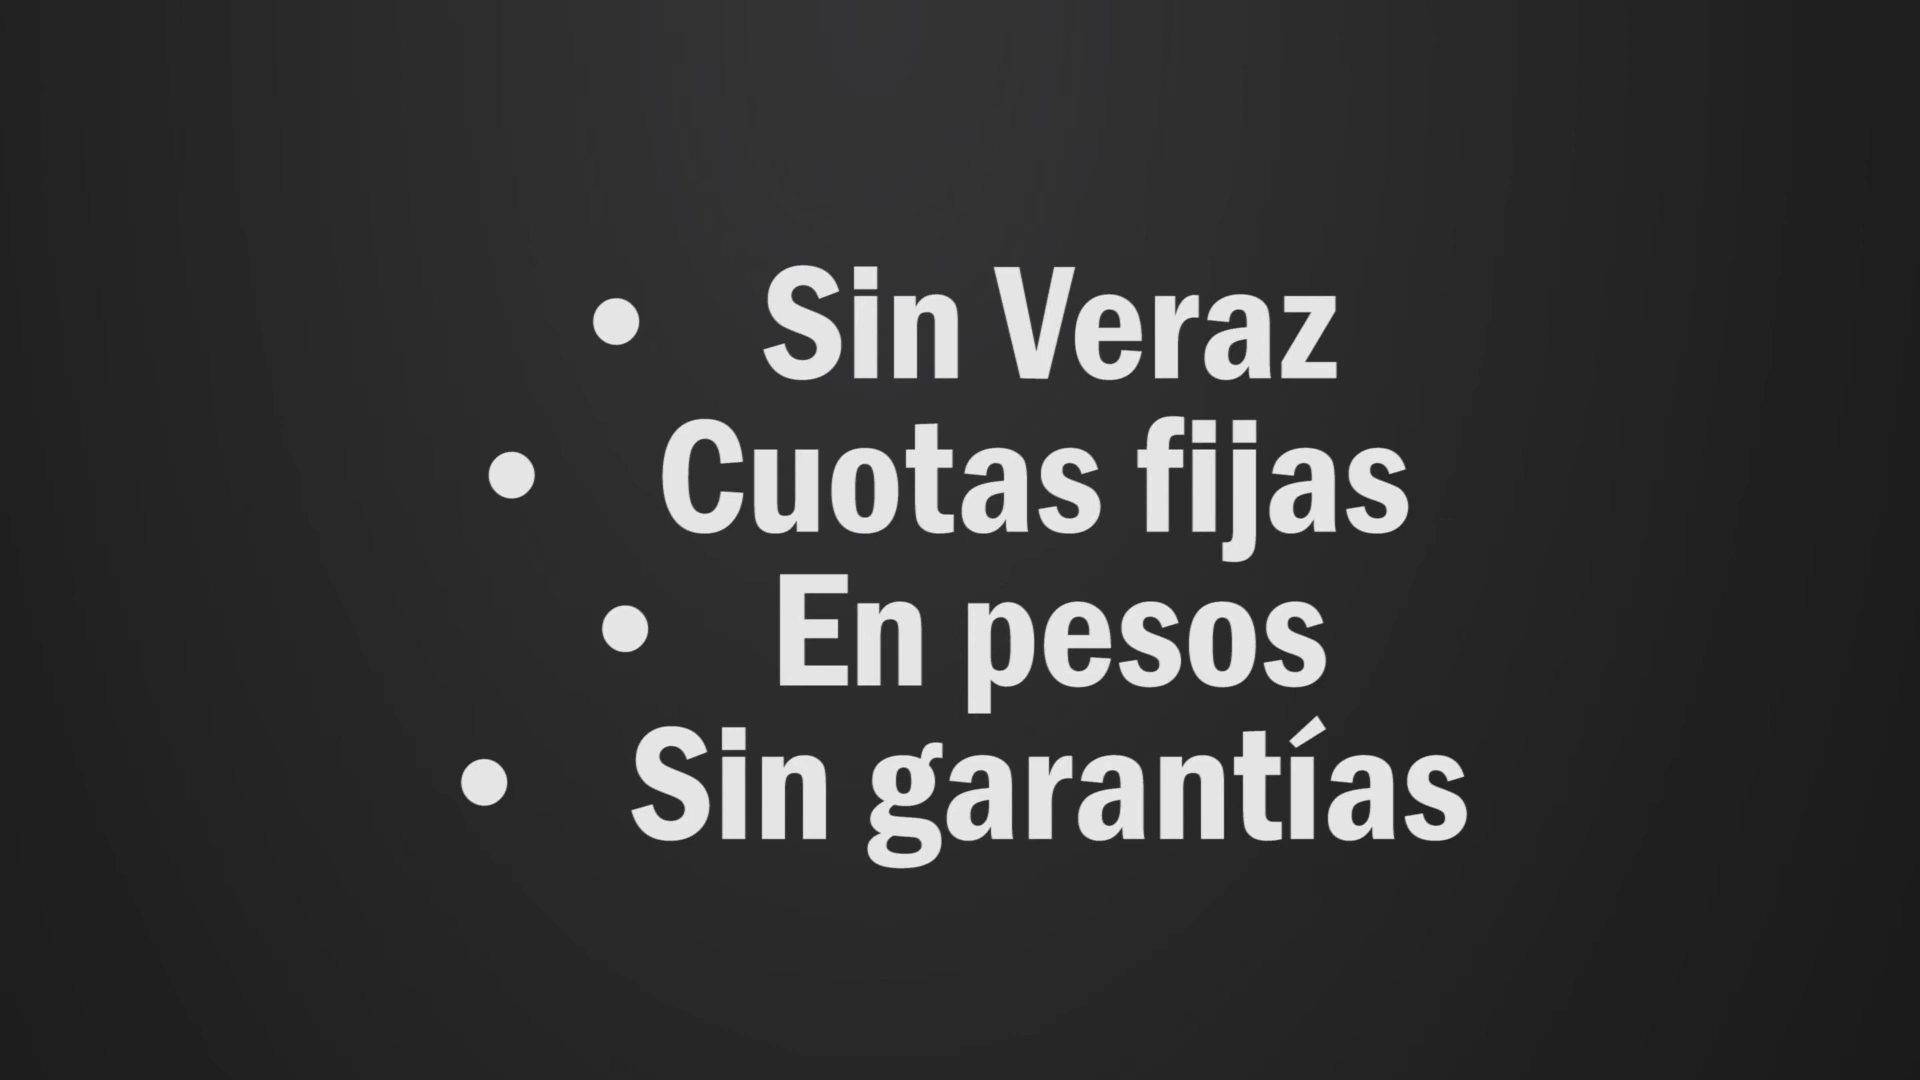 • Sin Veraz
• Cuotas fijas
• En pesos
• Sin garantías